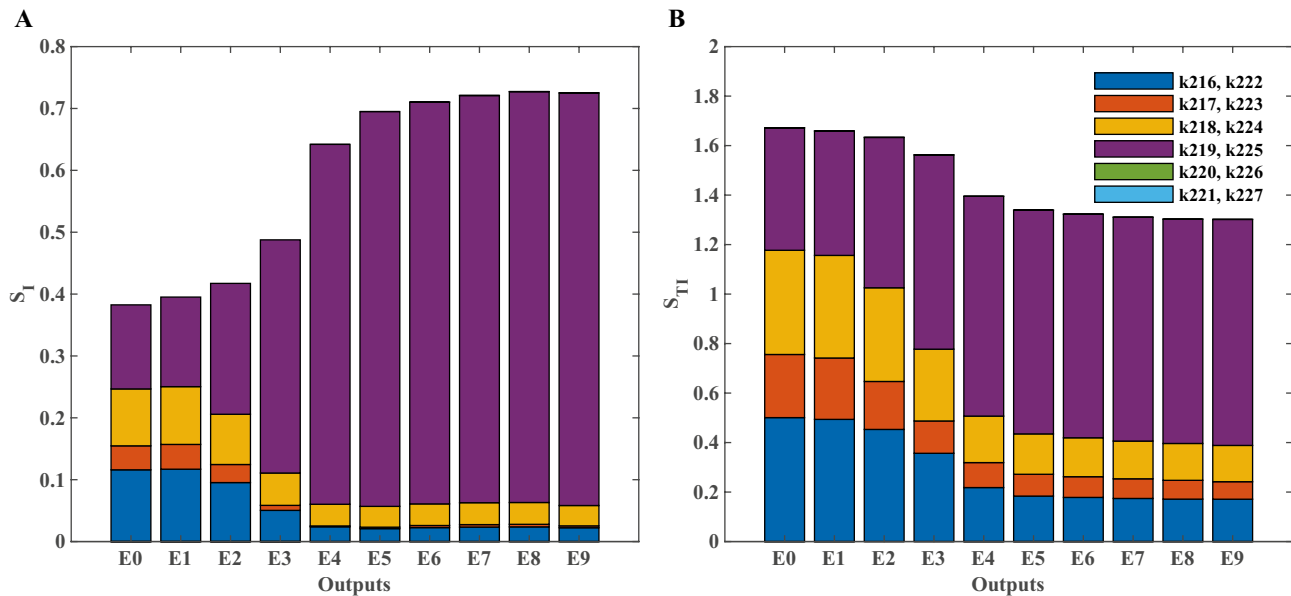 A
0.8
0.7
0.6
0.5
0.4
0.3
0.2
0.1
0
S_I
E0 E1 E2 E3 E4 E5 E6 E7 E8 E9
Outputs
B
2
1.8
1.6
1.4
1.2
1
0.8
0.6
0.4
0.2
0
S_TI
k216, k222
k217, k223
k218, k224
k219, k225
k220, k226
k221, k227
E0 E1 E2 E3 E4 E5 E6 E7 E8 E9
Outputs